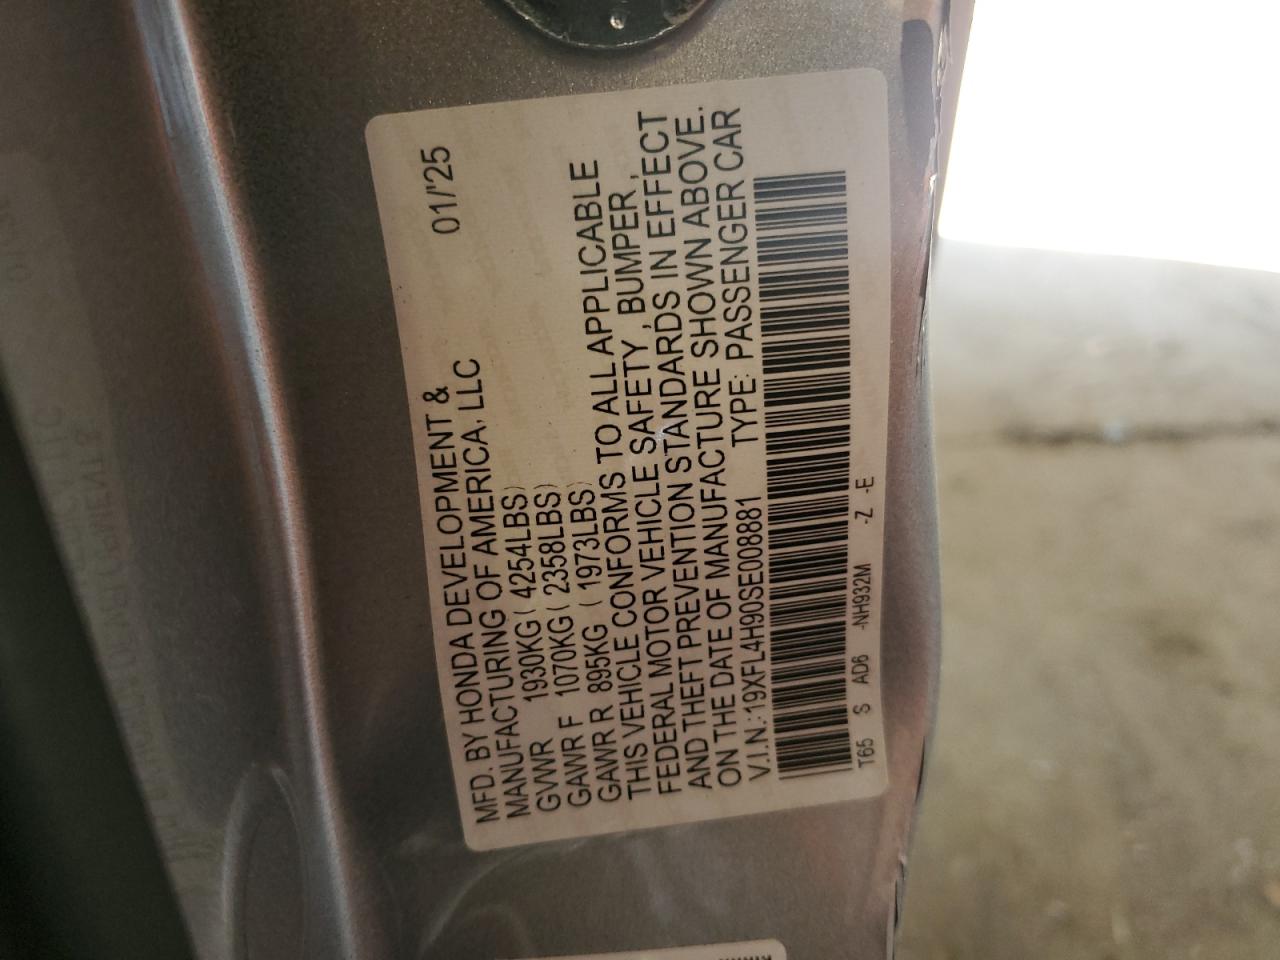 MFD. BY HONDA DEVELOPMENT &
MANUFACTURING OF AMERICA, LLC 01/'25
GVWR 1930KG ( 4254LBS)
GAWR F 1070KG ( 2358LBS)
GAWR R 895KG ( 1973LBS)
THIS VEHICLE CONFORMS TO ALL APPLICABLE
FEDERAL MOTOR VEHICLE SAFETY , BUMPER ,
AND THEFT PREVENTION STANDARDS IN EFFECT
ON THE DATE OF MANUFACTURE SHOWN ABOVE.
V.I.N.:19XFL4H90SE008881 TYPE: PASSENGER CAR
T65 S AD6 -NH932M -Z -E